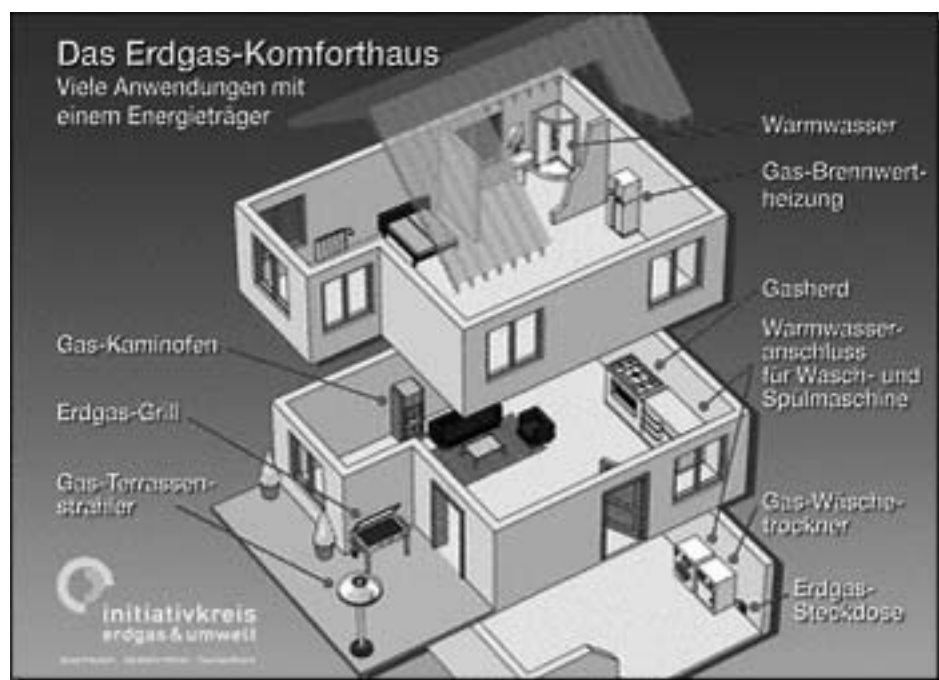 Das Erdgas-Komforthaus
Viele Anwendungen mit
einem Energieträger
Warmwasser
Gas-Brennwert-
heizung
Gasherd
Warmwasser-
anschluss
für Wasch- und
Spülmaschine
Gas-Wäsche-
trockner
Erdgas-
Steckdose
Gas-Kaminofen
Erdgas-Grill
Gas-Terrassen-
strahler
initiativkreis
erdgas & umwelt